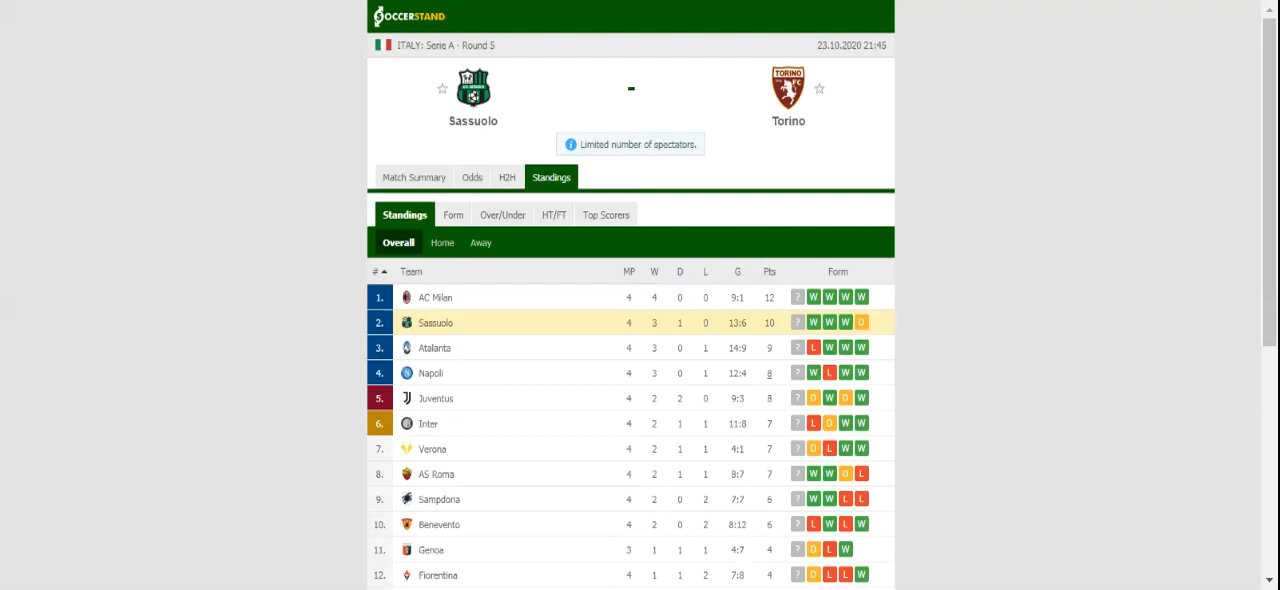 SOCCERSTAND
ITALY: Serie A - Round 5 23.10.2020 21:45
-
Sassuolo Torino
Limited number of spectators.
Match Summary Odds H2H Standings
Standings Form Over/Under HT/FT Top Scorers
Overall Home Away
# Team MP W D L G Pts Form
1. AC Milan 4 4 0 0 9:1 12 ? W W W W
2. Sassuolo 4 3 1 0 13:6 10 ? W W W D
3. Atalanta 4 3 0 1 14:9 9 ? L W W W
4. Napoli 4 3 0 1 12:4 8 ? W L W W
5. Juventus 4 2 2 0 9:3 8 ? D W D W
6. Inter 4 2 1 1 11:8 7 ? L D W W
7. Verona 4 2 1 1 4:1 7 ? D L W W
8. AS Roma 4 2 1 1 8:7 7 ? W W D L
9. Sampdoria 4 2 0 2 7:7 6 ? W W L L
10. Benevento 4 2 0 2 8:12 6 ? L W L W
11. Genoa 3 1 1 1 4:7 4 ? D L W
12. Fiorentina 4 1 1 2 7:8 4 ? D L L W